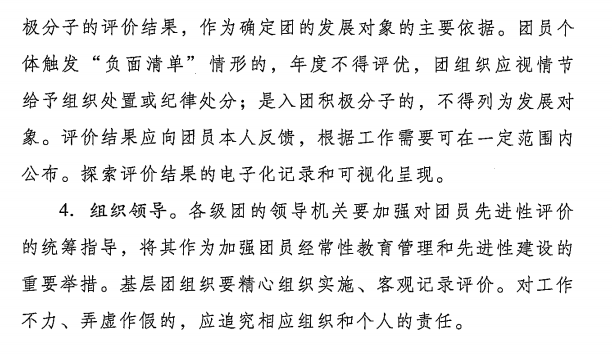 极分子的评价结果，作为确定团的发展对象的主要依据。团员个
体触发“负面清单”情形的，年度不得评优，团组织应视情节
给予组织处置或纪律处分；是入团积极分子的，不得列为发展对
象。评价结果应向团员本人反馈，根据工作需要可在一定范围内
公布。探索评价结果的电子化记录和可视化呈现。
4. 组织领导。各级团的领导机关要加强对团员先进性评价
的统筹指导，将其作为加强团员经常性教育管理和先进性建设的
重要举措。基层团组织要精心组织实施、客观记录评价。对工作
不力、弄虚作假的，应追究相应组织和个人的责任。